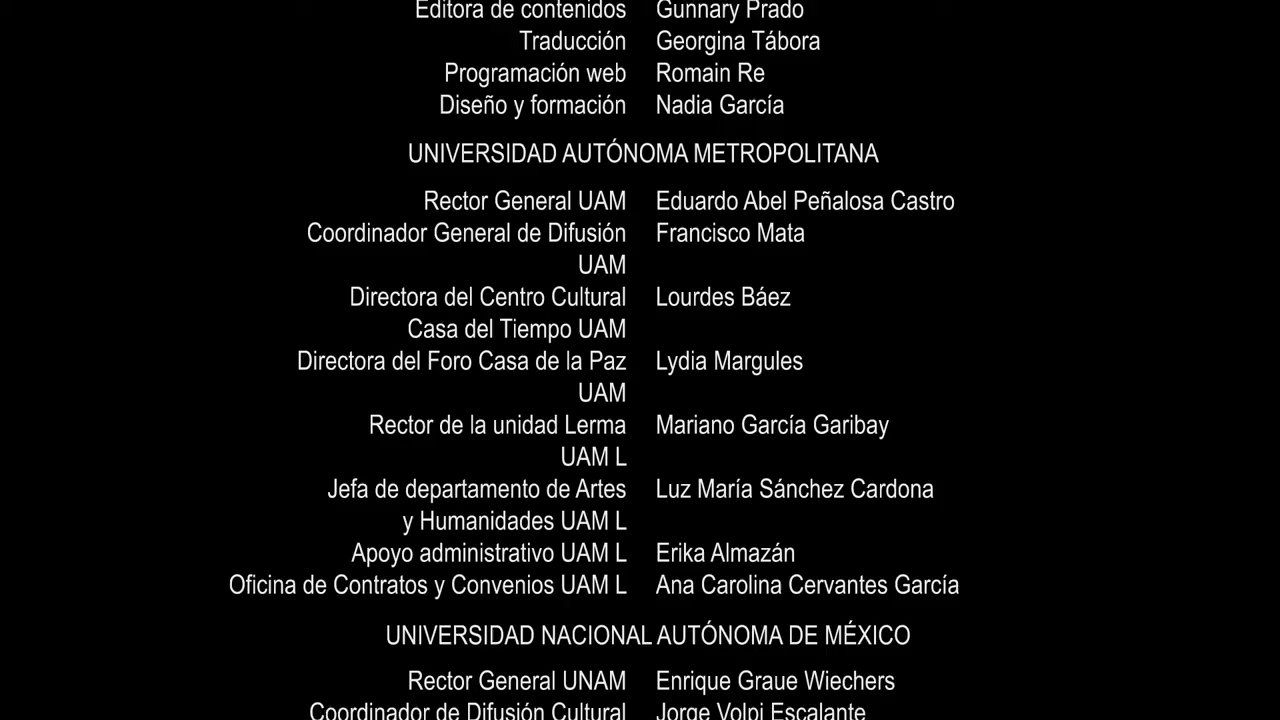 Editora de contenidos Gunnary Prado
Traducción Georgina Tábora
Programación web Romain Re
Diseño y formación Nadia García
UNIVERSIDAD AUTÓNOMA METROPOLITANA
Rector General UAM Eduardo Abel Peñalosa Castro
Coordinador General de Difusión Francisco Mata
UAM
Directora del Centro Cultural Lourdes Báez
Casa del Tiempo UAM
Directora del Foro Casa de la Paz Lydia Margules
UAM
Rector de la unidad Lerma Mariano García Garibay
UAM L
Jefa de departamento de Artes Luz María Sánchez Cardona
y Humanidades UAM L
Apoyo administrativo UAM L Erika Almazán
Oficina de Contratos y Convenios UAM L Ana Carolina Cervantes García
UNIVERSIDAD NACIONAL AUTÓNOMA DE MÉXICO
Rector General UNAM Enrique Graue Wiechers
Coordinador de Difusión Cultural Jorge Volpi Escalante